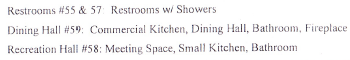 Restrooms #55 & 57: Restrooms w/ Showers
Dining Hall #59: Commercial Kitchen, Dining Hall, Bathroom, Fireplace
Recreation Hall #58: Meeting Space, Small Kitchen, Bathroom